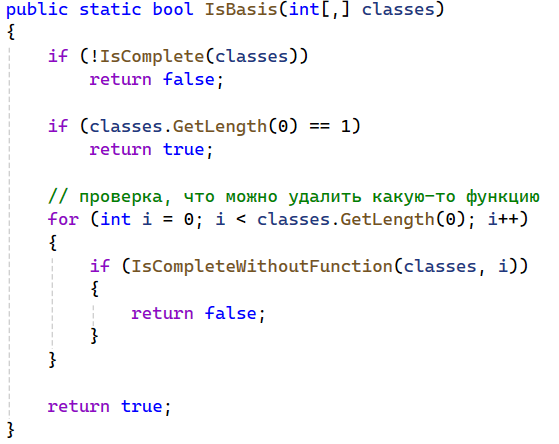 public static bool IsBasis(int[,] classes)
{
    if (!IsComplete(classes))
        return false;

    if (classes.GetLength(0) == 1)
        return true;

    // проверка, что можно удалить какую-то функцию
    for (int i = 0; i < classes.GetLength(0); i++)
    {
        if (IsCompleteWithoutFunction(classes, i))
        {
            return false;
        }
    }

    return true;
}